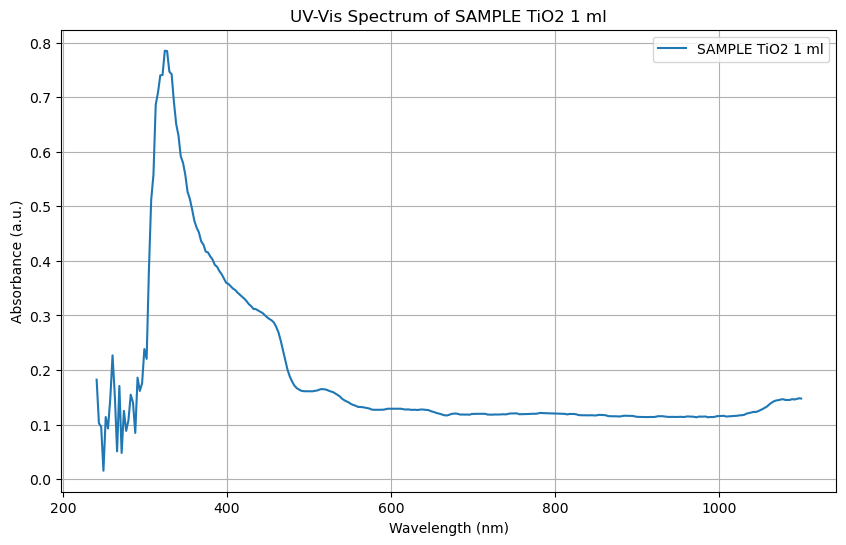 UV-Vis Spectrum of SAMPLE TiO2 1 ml
SAMPLE TiO2 1 ml
Absorbance (a.u.)
0.8
0.7
0.6
0.5
0.4
0.3
0.2
0.1
0.0
200 400 600 800 1000
Wavelength (nm)